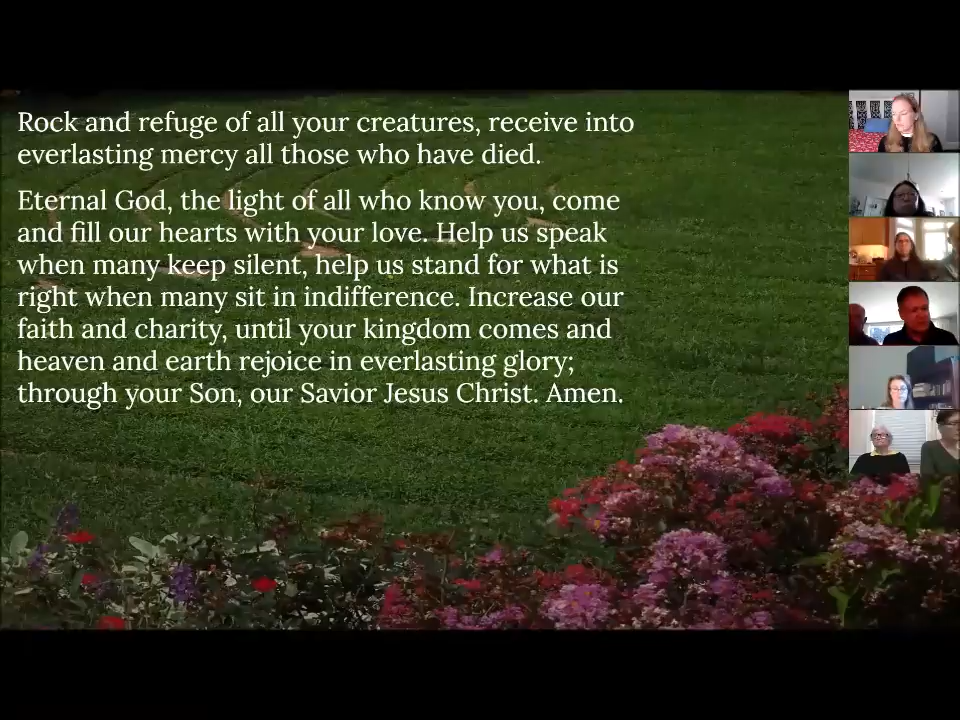 Rock and refuge of all your creatures, receive into
everlasting mercy all those who have died.
Eternal God, the light of all who know you, come
and fill our hearts with your love. Help us speak
when many keep silent, help us stand for what is
right when many sit in indifference. Increase our
faith and charity, until your kingdom comes and
heaven and earth rejoice in everlasting glory;
through your Son, our Savior Jesus Christ. Amen.